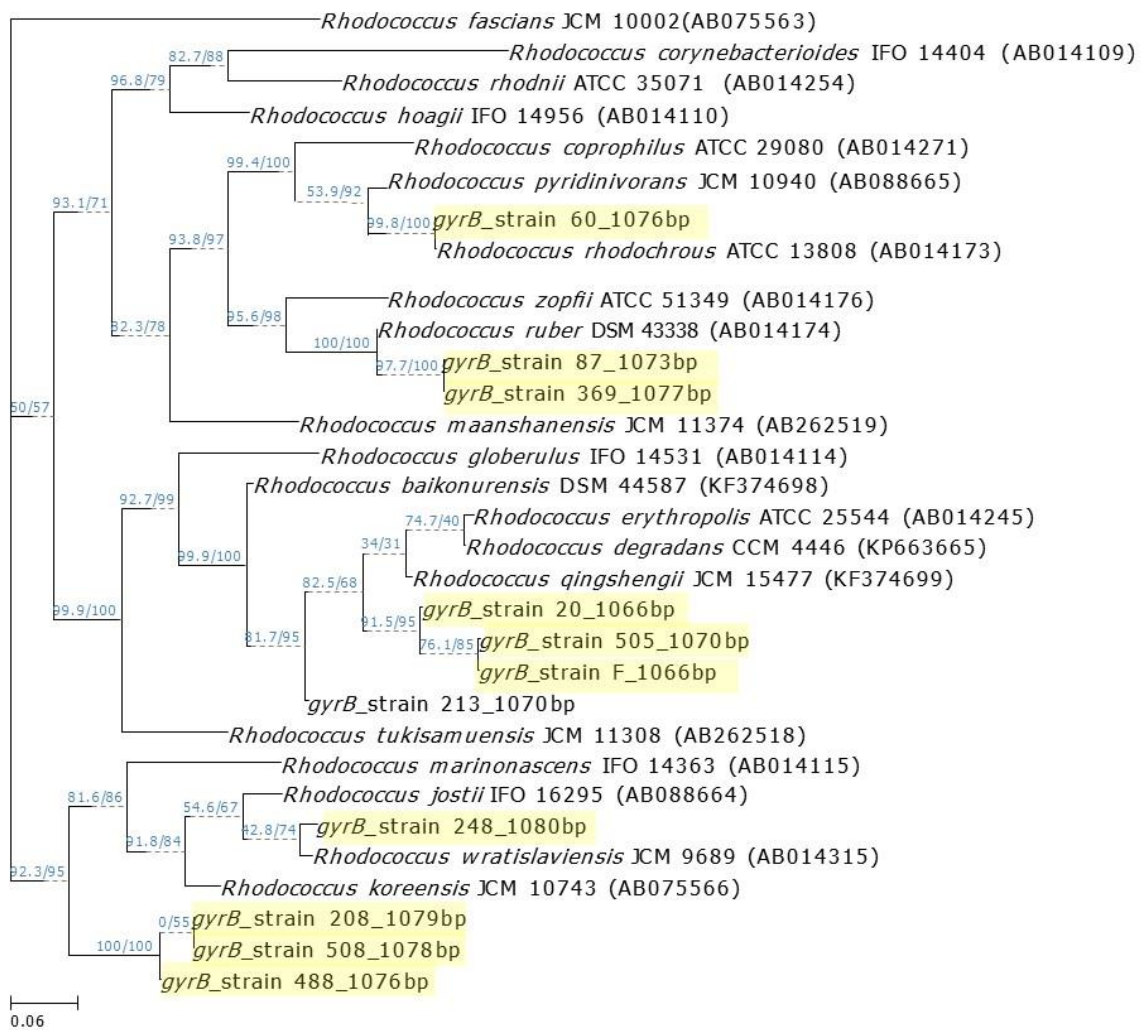 Rhodococcus fascians JCM 10002(AB075563)
82.7/88
Rhodococcus corynebacterioides IFO 14404 (AB014109)
96.8/79
Rhodococcus rhodnii ATCC 35071 (AB014254)
Rhodococcus hoagii IFO 14956 (AB014110)
99.4/100
Rhodococcus coprophilus ATCC 29080 (AB014271)
53.9/92
Rhodococcus pyridinivorans JCM 10940 (AB088665)
93.1/71
99.8/100
gyrB_strain 60_1076bp
93.8/97
Rhodococcus rhodochrous ATCC 13808 (AB014173)
Rhodococcus zopfii ATCC 51349 (AB014176)
95.6/98
82.3/78
Rhodococcus ruber DSM 43338 (AB014174)
100/100
97.7/100
gyrB_strain 87_1073bp
gyrB_strain 369_1077bp
50/57
Rhodococcus maanshanensis JCM 11374 (AB262519)
Rhodococcus globerulus IFO 14531 (AB014114)
Rhodococcus baikonurensis DSM 44587 (KF374698)
92.7/99
74.7/40
Rhodococcus erythropolis ATCC 25544 (AB014245)
34/31
Rhodococcus degradans CCM 4446 (KP663665)
99.9/100
Rhodococcus qingshengii JCM 15477 (KF374699)
82.5/68
99.9/100
gyrB_strain 20_1066bp
91.5/95
81.7/95
76.1/85
gyrB_strain 505_1070bp
gyrB_strain F_1066bp
gyrB_strain 213_1070bp
Rhodococcus tukisamuensis JCM 11308 (AB262518)
Rhodococcus marinonascens IFO 14363 (AB014115)
81.6/86
54.6/67
Rhodococcus jostii IFO 16295 (AB088664)
42.8/74
gyrB_strain 248_1080bp
91.8/84
Rhodococcus wratislaviensis JCM 9689 (AB014315)
92.3/95
Rhodococcus koreensis JCM 10743 (AB075566)
0/55
gyrB_strain 208_1079bp
100/100
gyrB_strain 508_1078bp
gyrB_strain 488_1076bp
0.06